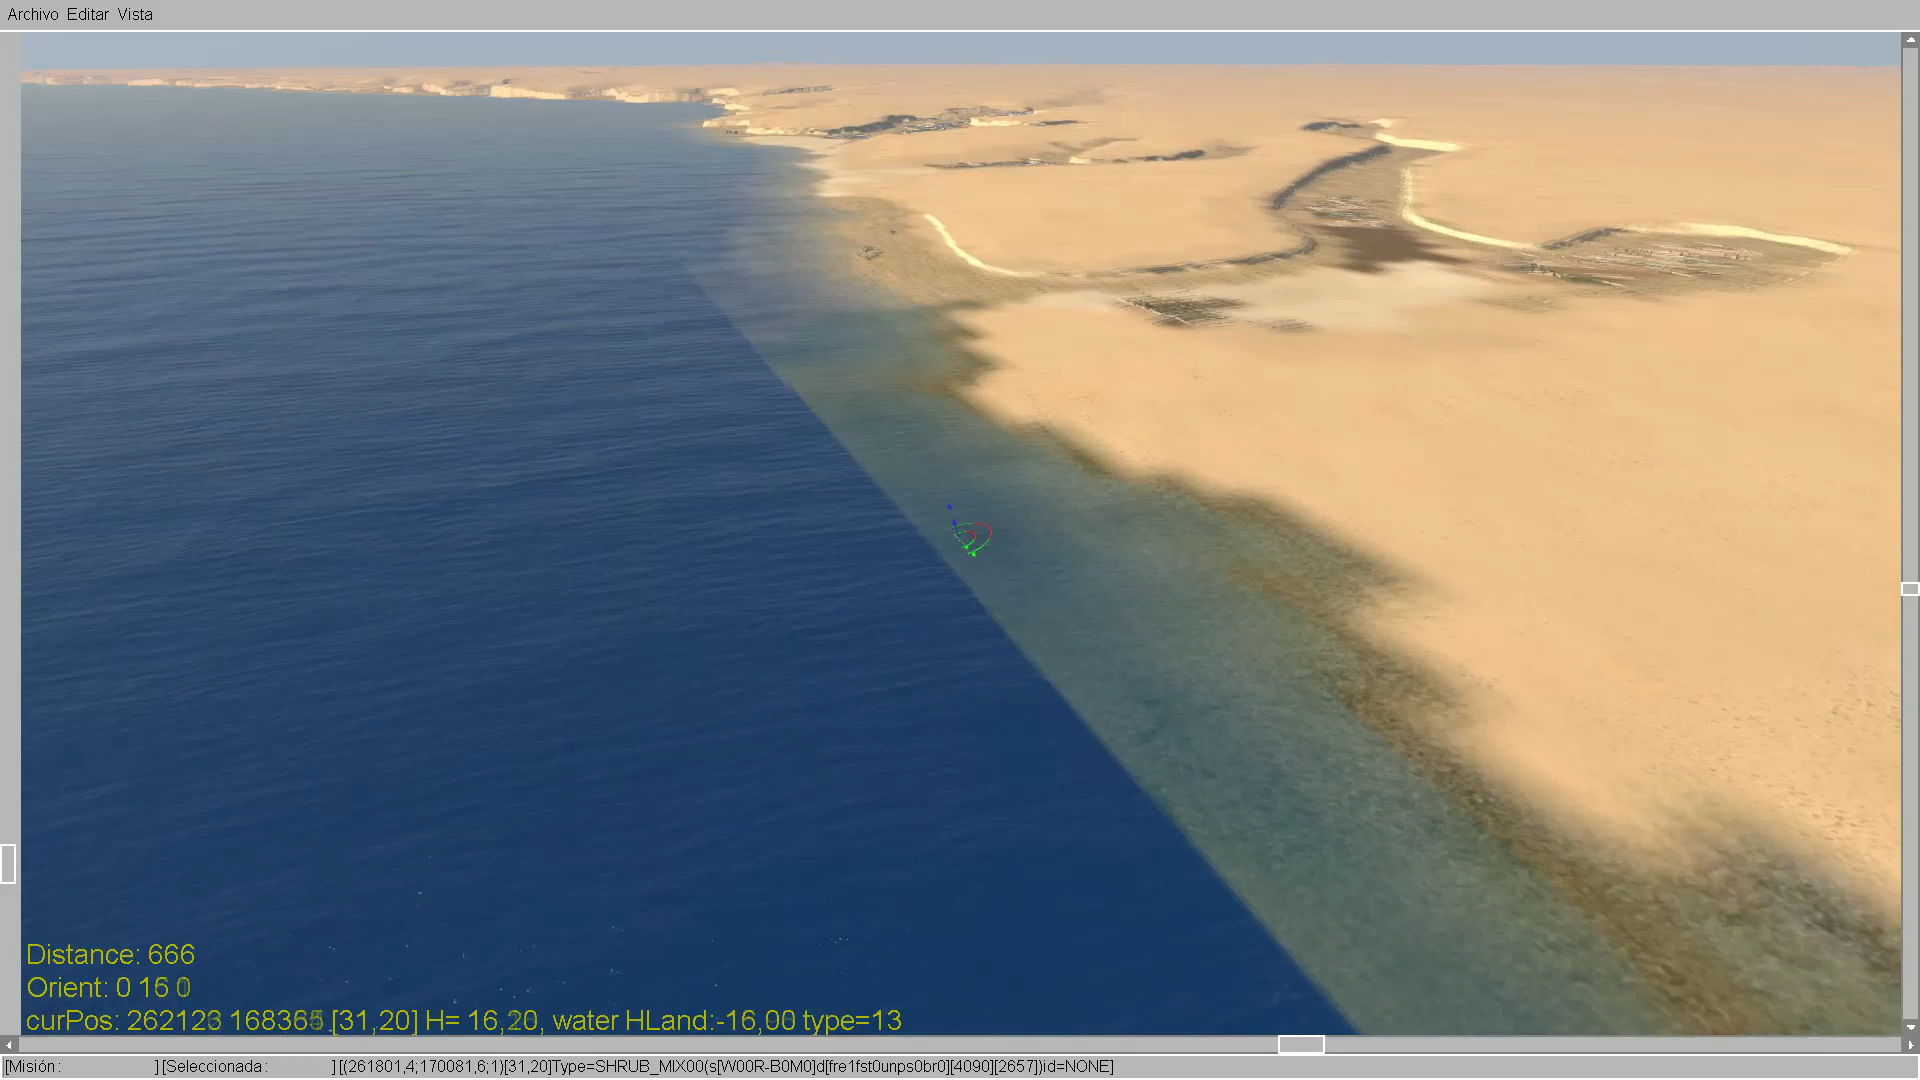 Archivo Editar Vista
Distance: 666
Orient: 0 16 0
curPos: 262123 168365 [31,20] H= 16,20, water HLand:-16,00 type=13
[Misión: ] [Seleccionada: ] [(261801,4;170081,6;1)[31,20]Type=SHRUB_MIX00(s[W00R-B0M0]d[fre1fst0unps0br0][4090][2657])id=NONE]